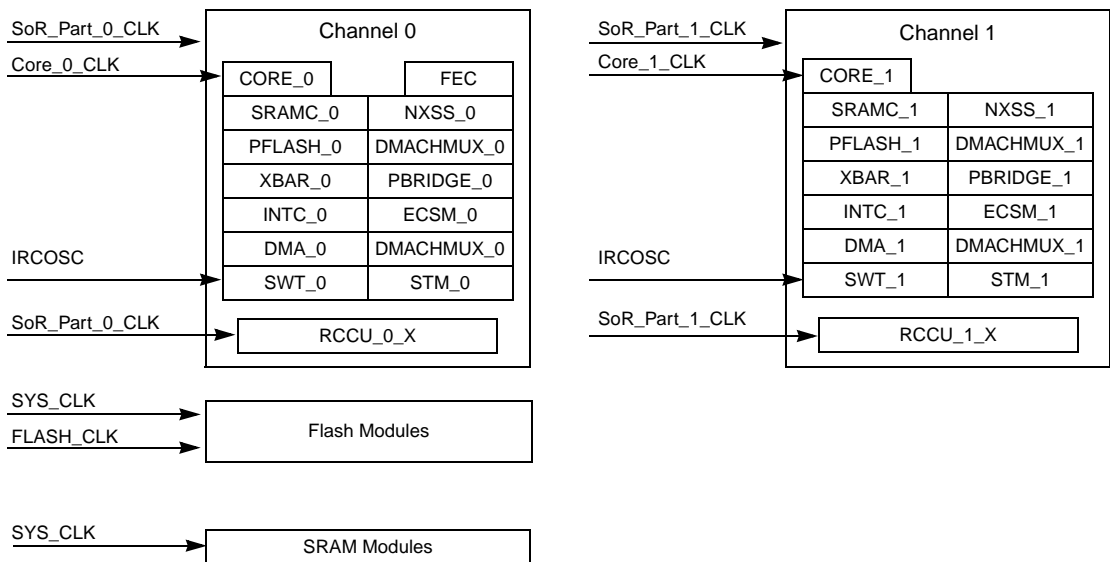 SoR_Part_0_CLK
Channel 0
Core_0_CLK
CORE_0
FEC
SRAMC_0
NXSS_0
PFLASH_0
DMACHMUX_0
XBAR_0
PBRIDGE_0
INTC_0
ECSM_0
IRCOSC
DMA_0
DMACHMUX_0
SWT_0
STM_0
SoR_Part_0_CLK
RCCU_0_X
SoR_Part_1_CLK
Channel 1
Core_1_CLK
CORE_1
SRAMC_1
NXSS_1
PFLASH_1
DMACHMUX_1
XBAR_1
PBRIDGE_1
INTC_1
ECSM_1
IRCOSC
DMA_1
DMACHMUX_1
SWT_1
STM_1
SoR_Part_1_CLK
RCCU_1_X
SYS_CLK
FLASH_CLK
Flash Modules
SYS_CLK
SRAM Modules